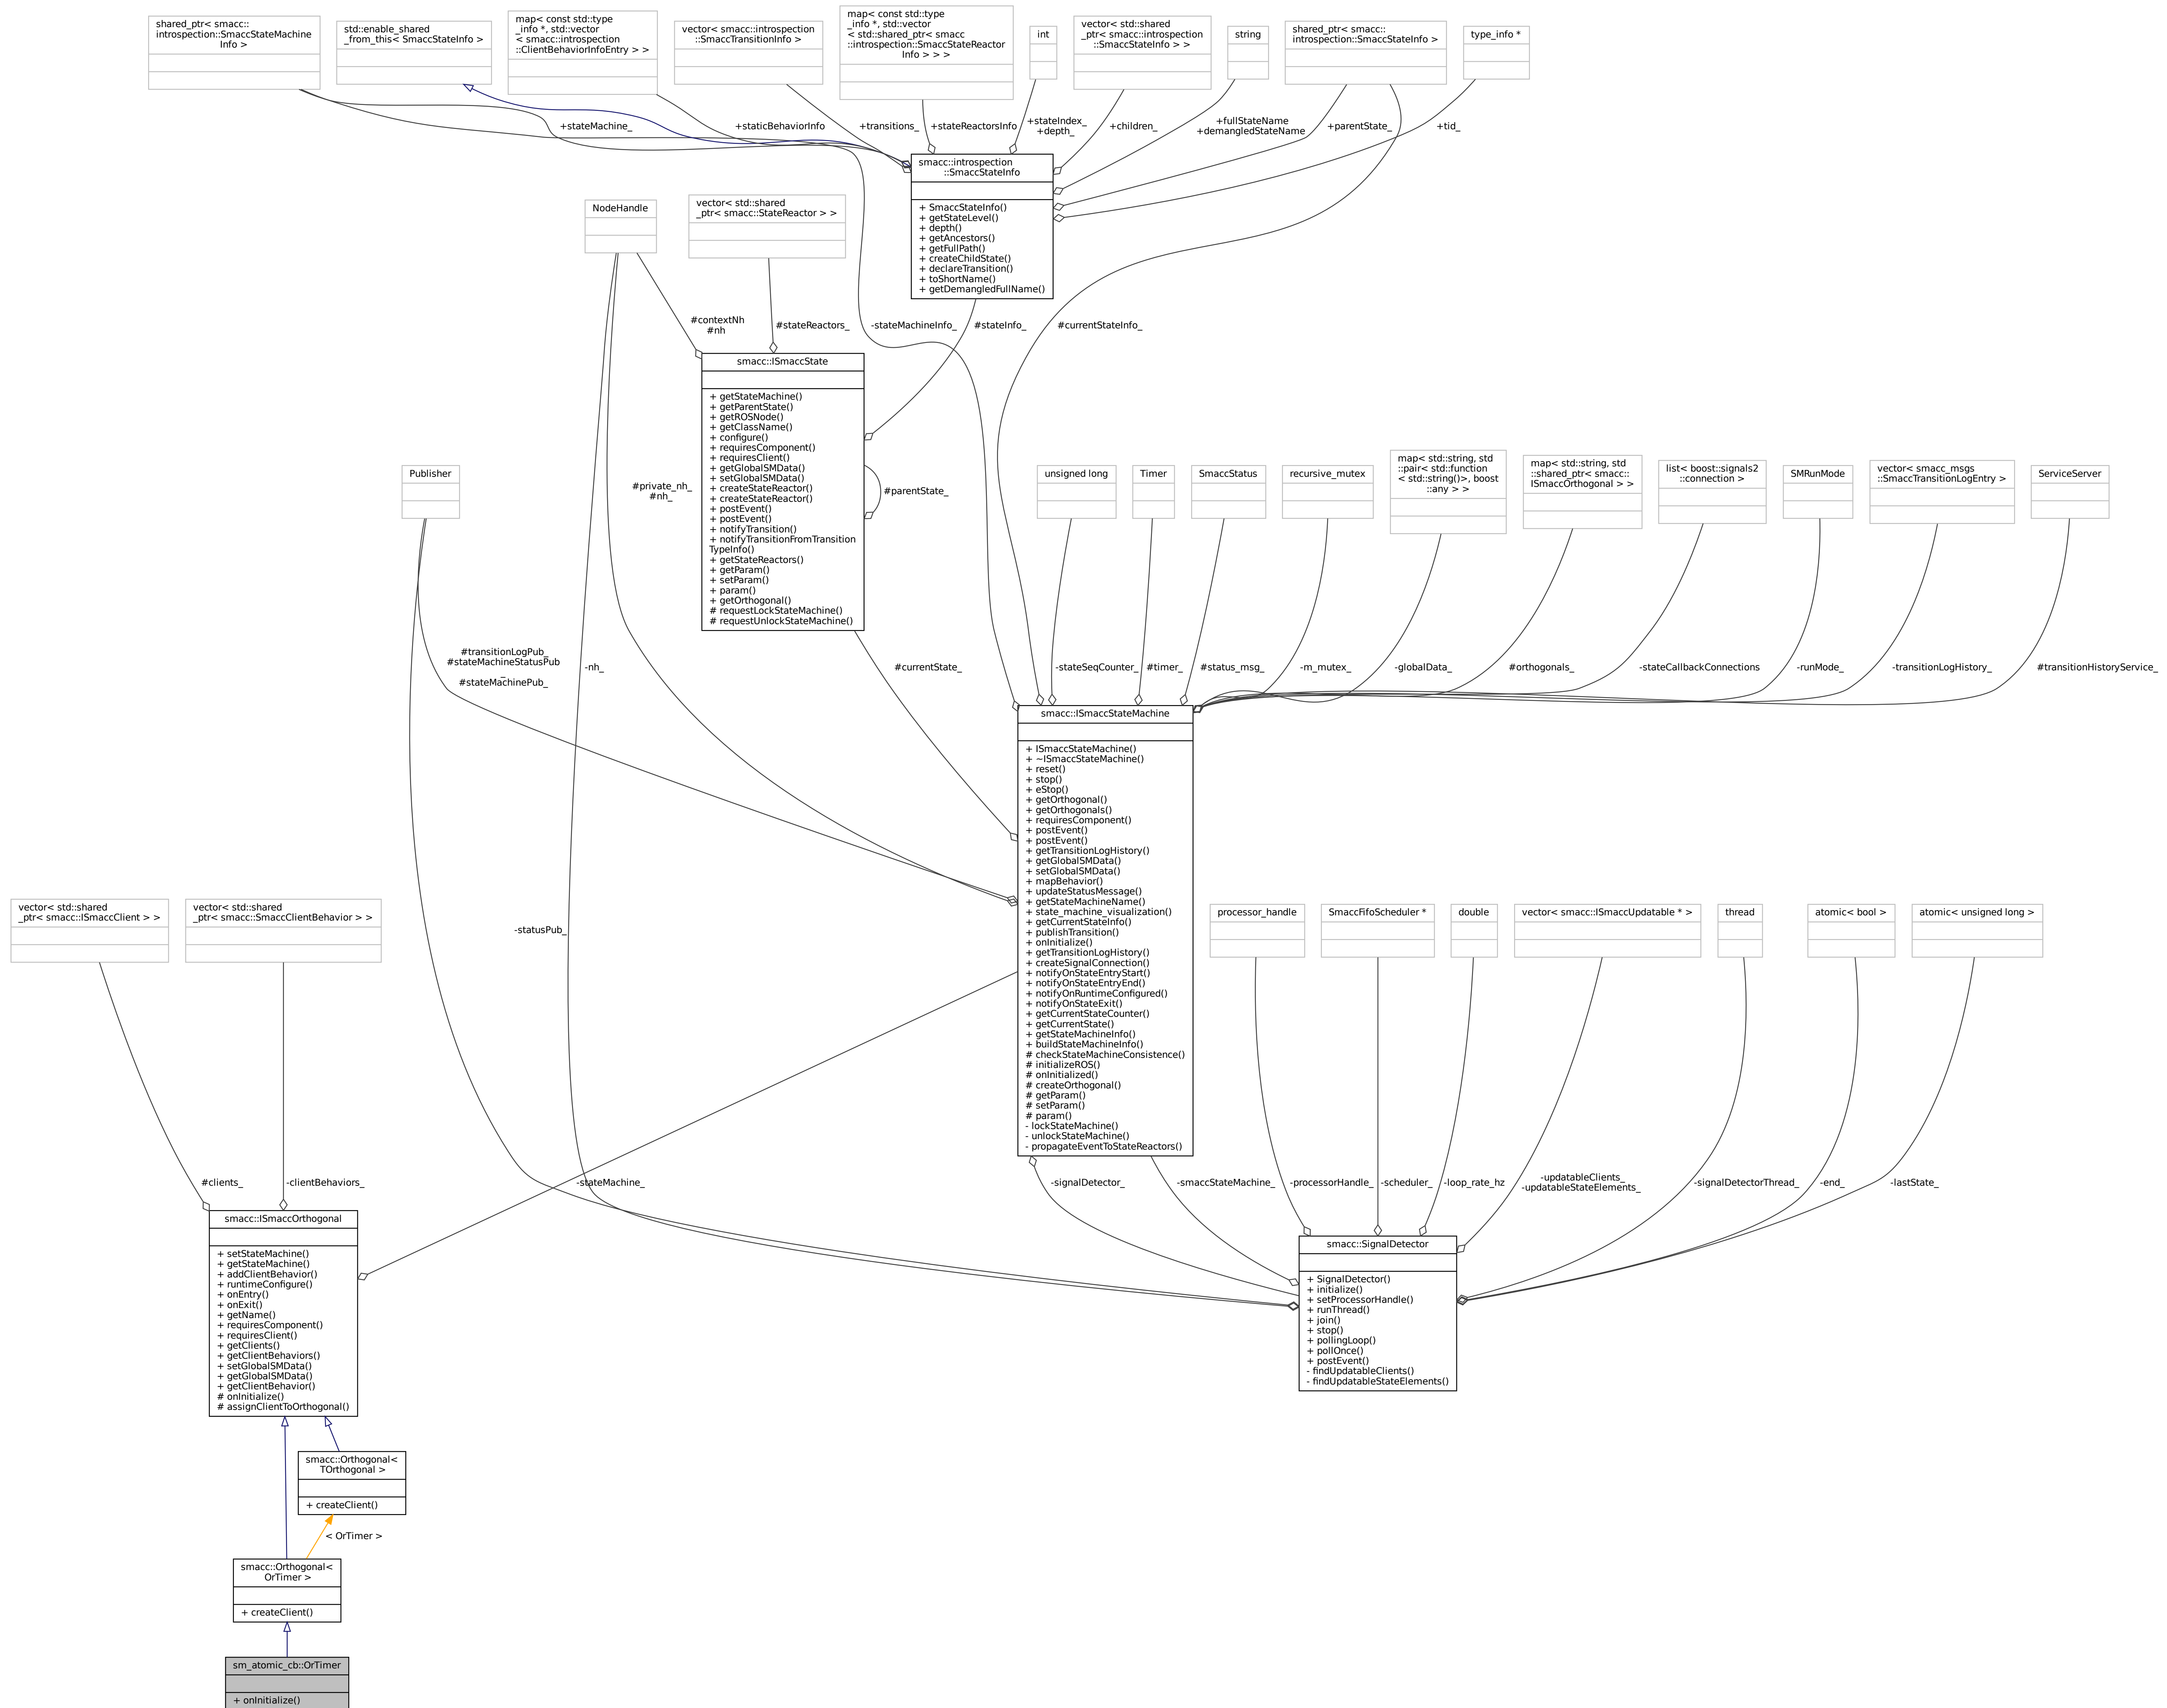 shared_ptr< smacc::
introspection::SmaccStateMachine
Info >
std::enable_shared
_from_this< SmaccStateInfo >
map< const std::type
_info *, std::vector
< smacc::introspection
::ClientBehaviorInfoEntry > >
vector< smacc::introspection
::SmaccTransitionInfo >
map< const std::type
_info *, std::vector
< std::shared_ptr< smacc
::introspection::SmaccStateReactor
Info > > >
int
vector< std::shared
_ptr< smacc::introspection
::SmaccStateInfo > >
string
shared_ptr< smacc::
introspection::SmaccStateInfo >
type_info *
+stateMachine_
+staticBehaviorInfo
+transitions_
+stateReactorsInfo
+stateIndex_
+depth_
+children_
+fullStateName
+demangledStateName
+parentState_
+tid_
smacc::introspection
::SmaccStateInfo
+ SmaccStateInfo()
+ getStateLevel()
+ depth()
+ getAncestors()
+ getFullPath()
+ createChildState()
+ declareTransition()
+ toShortName()
+ getDemangledFullName()
NodeHandle
vector< std::shared
_ptr< smacc::StateReactor > >
#contextNh
#nh
#stateReactors_
-stateMachineInfo_
#stateInfo_
#currentStateInfo_
smacc::ISmaccState
+ getStateMachine()
+ getParentState()
+ getROSNode()
+ getClassName()
+ configure()
+ requiresComponent()
+ requiresClient()
+ getGlobalSMData()
+ setGlobalSMData()
+ createStateReactor()
+ createStateReactor()
+ postEvent()
+ postEvent()
+ notifyTransition()
+ notifyTransitionFromTransition
TypeInfo()
+ getStateReactors()
+ getParam()
+ setParam()
+ param()
+ getOrthogonal()
# requestLockStateMachine()
# requestUnlockStateMachine()
#parentState_
Publisher
#private_nh_
#nh_
unsigned long
Timer
SmaccStatus
recursive_mutex
map< std::string, std
::pair< std::function
< std::string()>, boost
::any > >
map< std::string, std
::shared_ptr< smacc::
ISmaccOrthogonal > >
list< boost::signals2
::connection >
SMRunMode
vector< smacc_msgs
::SmaccTransitionLogEntry >
ServiceServer
#transitionLogPub_
#stateMachineStatusPub
_
#stateMachinePub_
-nh_
#currentState_
-stateSeqCounter_
#timer_
#status_msg_
-m_mutex_
-globalData_
#orthogonals_
-stateCallbackConnections
-runMode_
-transitionLogHistory_
#transitionHistoryService_
smacc::ISmaccStateMachine
+ ISmaccStateMachine()
+ ~ISmaccStateMachine()
+ reset()
+ stop()
+ eStop()
+ getOrthogonal()
+ getOrthogonals()
+ requiresComponent()
+ postEvent()
+ postEvent()
+ getTransitionLogHistory()
+ getGlobalSMData()
+ setGlobalSMData()
+ mapBehavior()
+ updateStatusMessage()
+ getStateMachineName()
+ state_machine_visualization()
+ getCurrentStateInfo()
+ publishTransition()
+ onInitialize()
+ getTransitionLogHistory()
+ createSignalConnection()
+ notifyOnStateEntryStart()
+ notifyOnStateEntryEnd()
+ notifyOnRuntimeConfigured()
+ notifyOnStateExit()
+ getCurrentStateCounter()
+ getCurrentState()
+ getStateMachineInfo()
+ buildStateMachineInfo()
# checkStateMachineConsistence()
# initializeROS()
# onInitialized()
# createOrthogonal()
# getParam()
# setParam()
# param()
- lockStateMachine()
- unlockStateMachine()
- propagateEventToStateReactors()
vector< std::shared
_ptr< smacc::ISmaccClient > >
vector< std::shared
_ptr< smacc::SmaccClientBehavior > >
-statusPub_
processor_handle
SmaccFifoScheduler *
double
vector< smacc::ISmaccUpdatable * >
thread
atomic< bool >
atomic< unsigned long >
#clients_
-clientBehaviors_
-stateMachine_
-signalDetector_
-smaccStateMachine_
-processorHandle_
-scheduler_
-loop_rate_hz
-updatableClients_
-updatableStateElements_
-signalDetectorThread_
-end_
-lastState_
smacc::ISmaccOrthogonal
+ setStateMachine()
+ getStateMachine()
+ addClientBehavior()
+ runtimeConfigure()
+ onEntry()
+ onExit()
+ getName()
+ requiresComponent()
+ requiresClient()
+ getClients()
+ getClientBehaviors()
+ setGlobalSMData()
+ getGlobalSMData()
+ getClientBehavior()
# onInitialize()
# assignClientToOrthogonal()
smacc::SignalDetector
+ SignalDetector()
+ initialize()
+ setProcessorHandle()
+ runThread()
+ join()
+ stop()
+ pollingLoop()
+ pollOnce()
+ postEvent()
- findUpdatableClients()
- findUpdatableStateElements()
smacc::Orthogonal<
TOrthogonal >
+ createClient()
< OrTimer >
smacc::Orthogonal<
OrTimer >
+ createClient()
sm_atomic_cb::OrTimer
+ onInitialize()